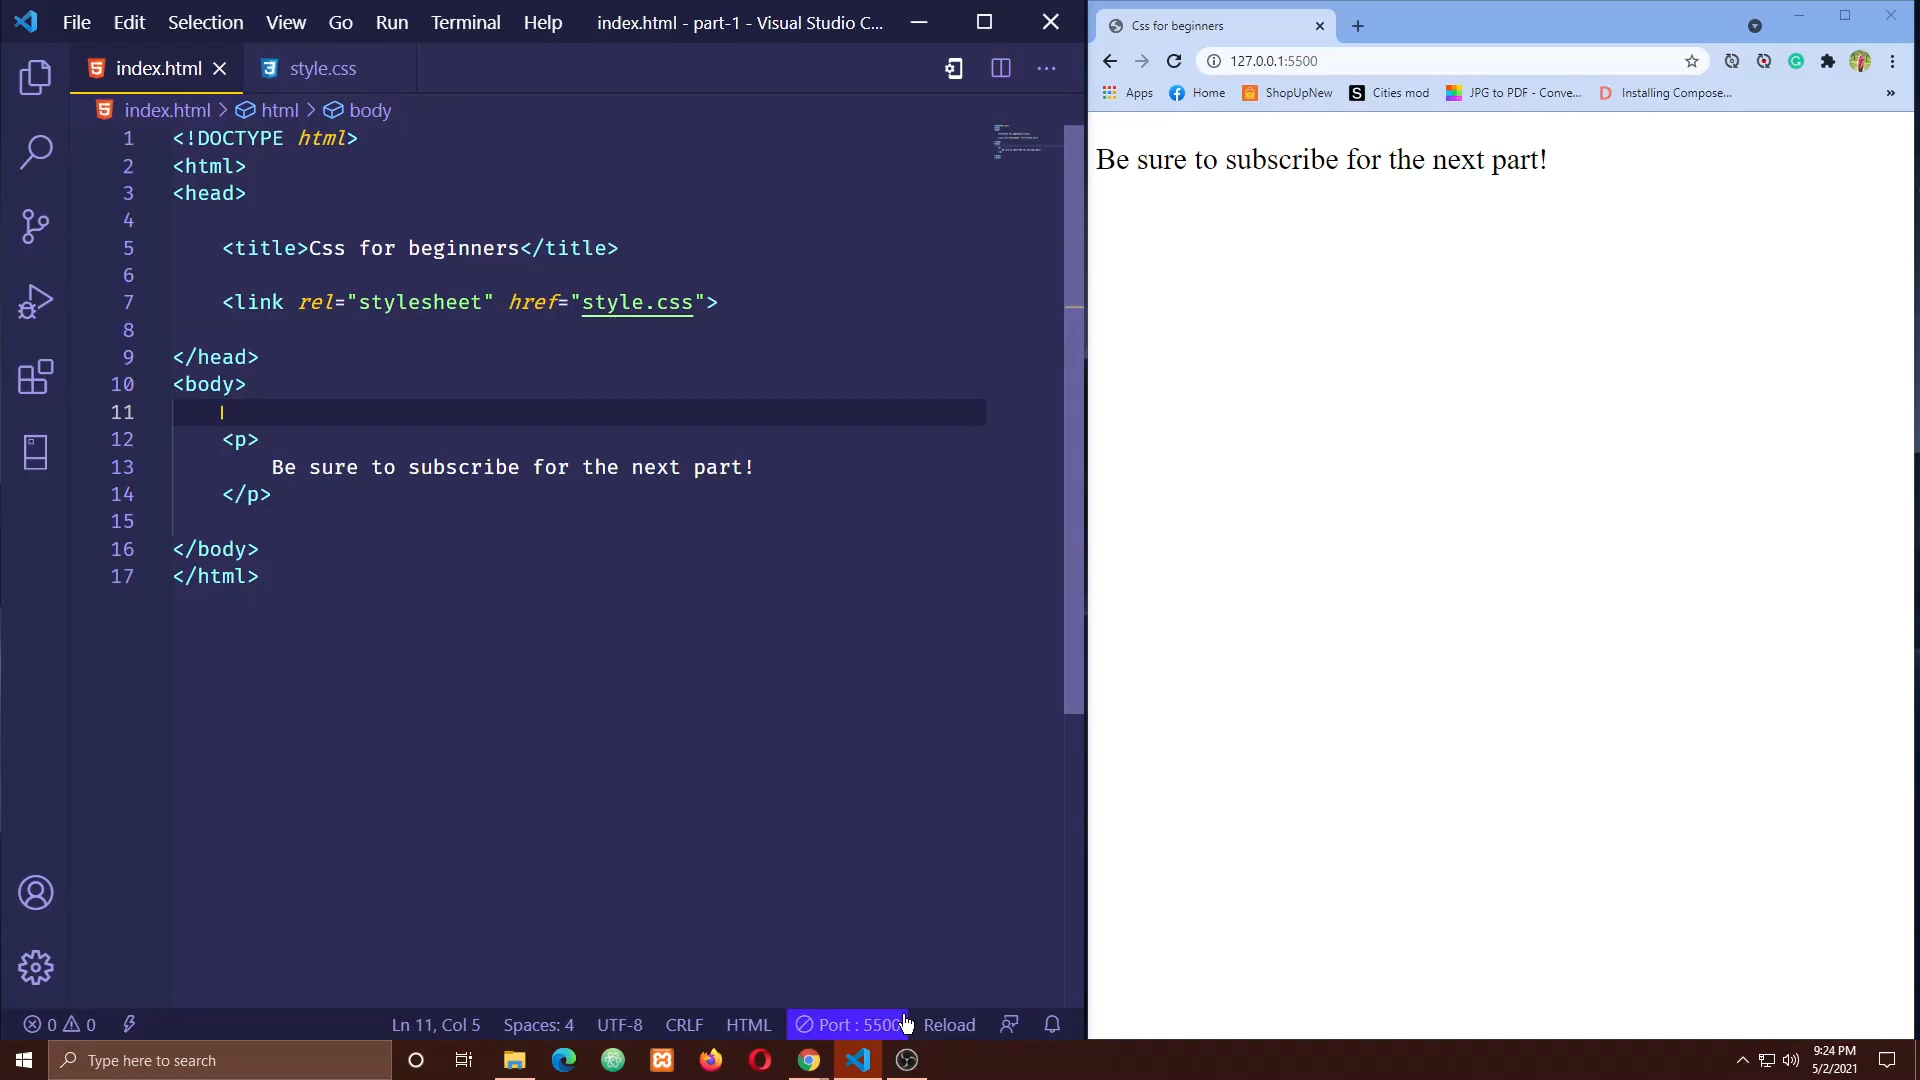 File Edit Selection View Go Run Terminal Help index.html - part-1 - Visual Studio C...
index.html style.css
index.html > html > body
1 <!DOCTYPE html>
2 <html>
3 <head>
4
5 <title>Css for beginners</title>
6
7 <link rel="stylesheet" href="style.css">
8
9 </head>
10 <body>
11
12 <p>
13 Be sure to subscribe for the next part!
14 </p>
15
16 </body>
17 </html>
0 0 Ln 11, Col 5 Spaces: 4 UTF-8 CRLF HTML Port : 5500 Reload
Css for beginners
127.0.0.1:5500
Apps Home ShopUpNew S Cities mod JPG to PDF - Conve... D Installing Compose... »
Be sure to subscribe for the next part!
Type here to search
9:24 PM
5/2/2021